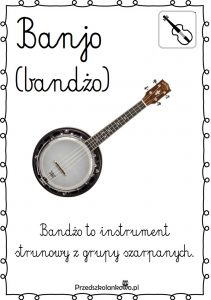 Banjo
(bandżo)
Bandżo to instrument
strunowy z grupy szarpanych.
Przedszkolankowo.pl